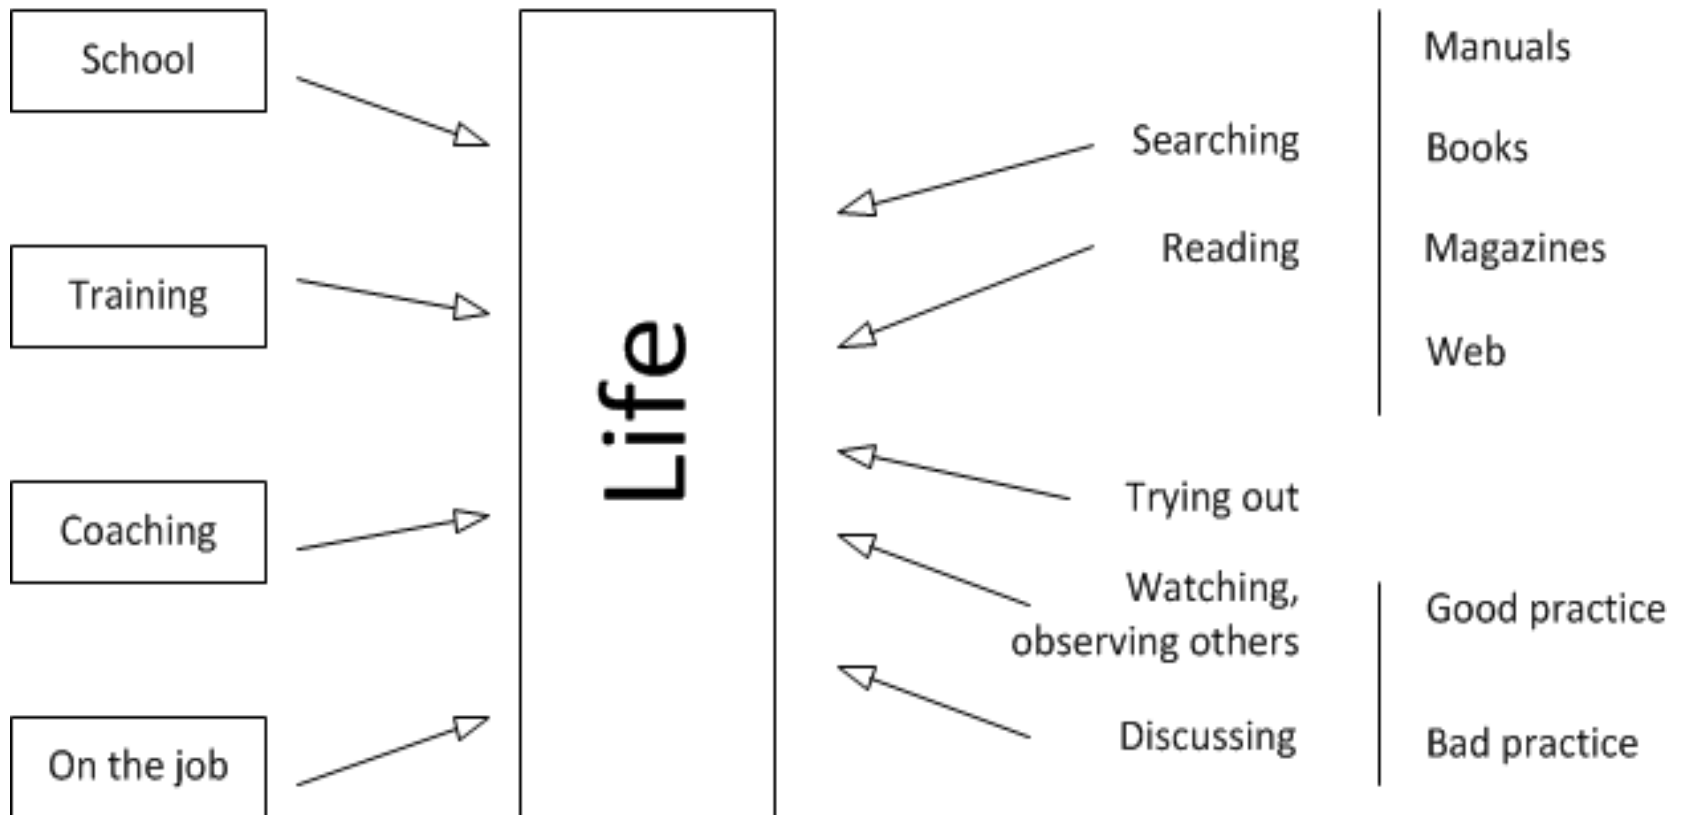 School
Training
Coaching
On the job
Life
Searching
Reading
Trying out
Watching,
observing others
Discussing
Manuals
Books
Magazines
Web
Good practice
Bad practice